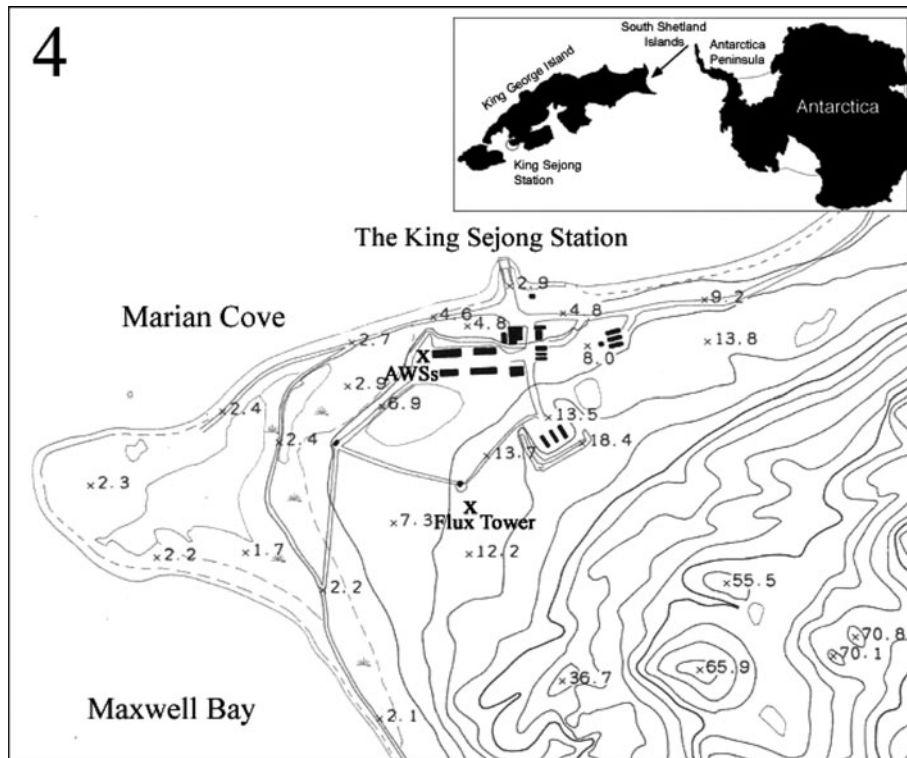 4
South Shetland
Islands
Antarctica
Peninsula
King George Island
Antarctica
King Sejong
Station
The King Sejong Station
Marian Cove
2.9
9.2
4.6
4.8
4.8
2.7
13.8
8.0
X
AWSs
2.9
6.9
2.4
13.5
2.4
18.4
13.7
2.3
X
Flux Tower
7.3
1.7
2.2
12.2
55.5
2.2
70.8
70.1
65.9
36.7
Maxwell Bay
2.1